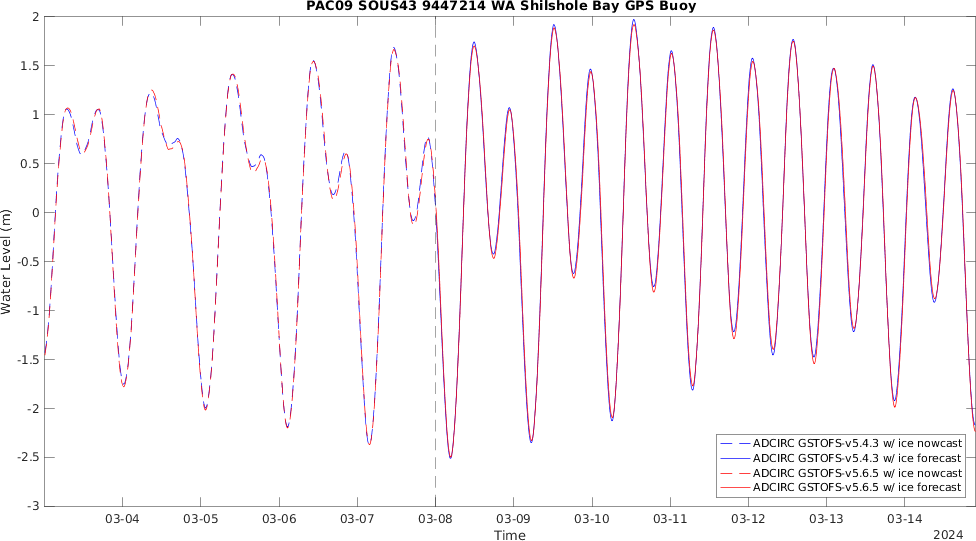 PAC09 SOUS43 9447214 WA Shilshole Bay GPS Buoy
2
1.5
1
0.5
0
-0.5
-1
-1.5
-2
-2.5
-3
Water Level (m)
ADCIRC GSTOFS-v5.4.3 w/ ice nowcast
ADCIRC GSTOFS-v5.4.3 w/ ice forecast
ADCIRC GSTOFS-v5.6.5 w/ ice nowcast
ADCIRC GSTOFS-v5.6.5 w/ ice forecast
03-04 03-05 03-06 03-07 03-08 03-09 03-10 03-11 03-12 03-13 03-14
Time
2024